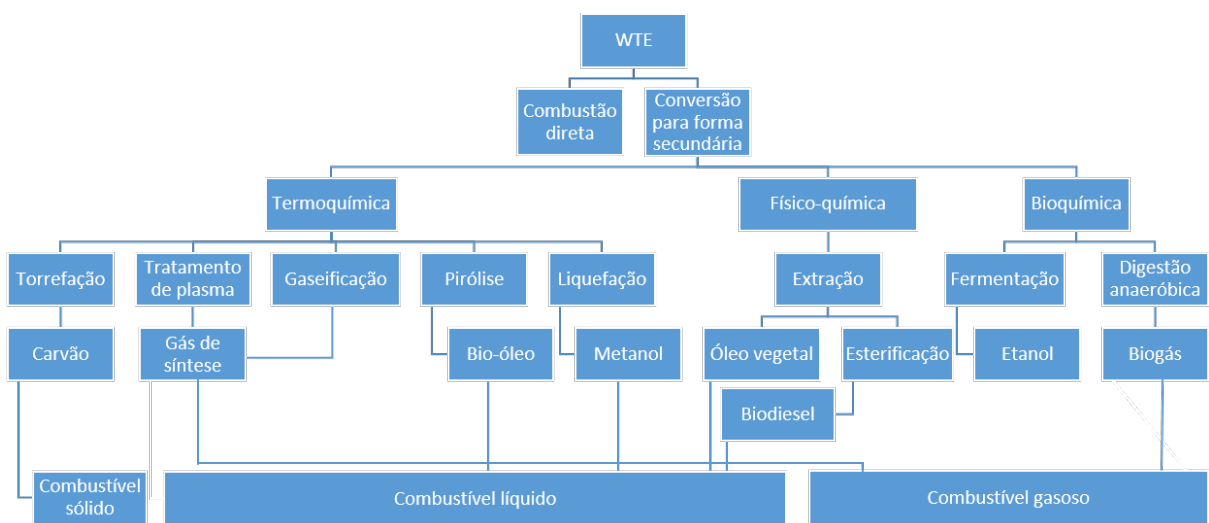 WTE
Combustão
direta
Conversão
para forma
secundária
Termoquímica
Físico-química
Bioquímica
Torrefação
Tratamento
de plasma
Gaseificação
Pirólise
Liquefação
Extração
Fermentação
Digestão
anaeróbica
Carvão
Gás de
síntese
Bio-óleo
Metanol
Óleo vegetal
Esterificação
Etanol
Biogás
Biodiesel
Combustível
sólido
Combustível líquido
Combustível gasoso